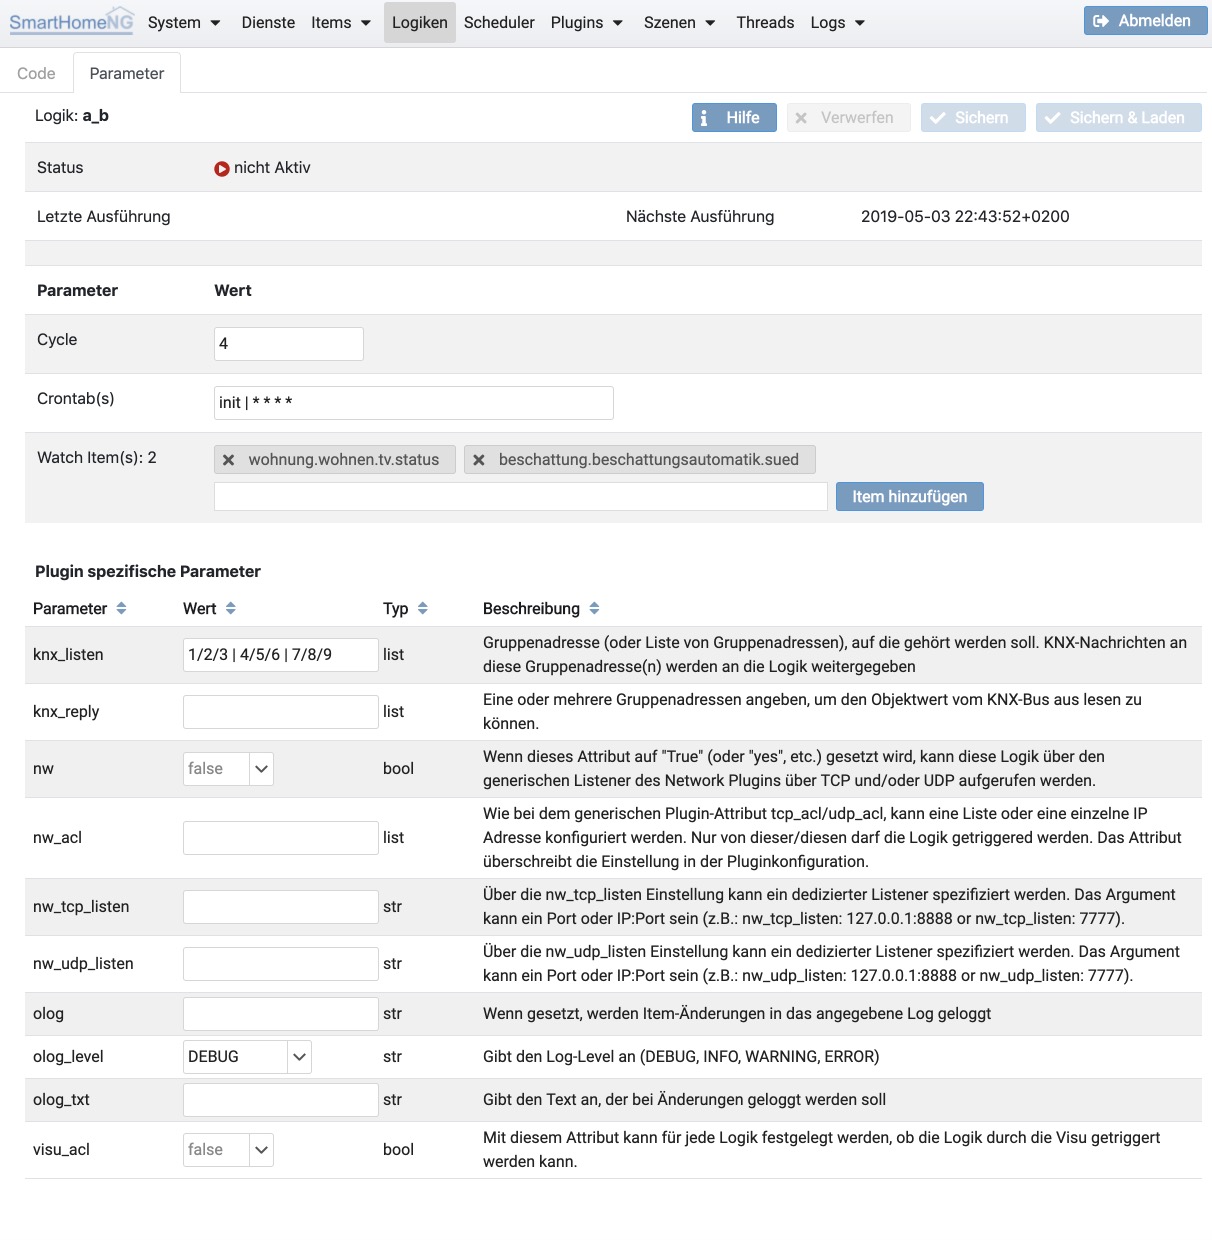 SmartHomeNG System Dienste Items Logiken Scheduler Plugins Szenen Threads Logs Abmelden
Code Parameter
Logik: a_b Hilfe Verwerfen Sichern Sichern & Laden
Status nicht Aktiv
Letzte Ausführung Nächste Ausführung 2019-05-03 22:43:52+0200
Parameter Wert
Cycle 4
Crontab(s) init | * * * *
Watch Item(s): 2 wohnung.wohnen.tv.status beschattung.beschattungsautomatik.sued
Item hinzufügen
Plugin spezifische Parameter
Parameter Wert Typ Beschreibung
knx_listen 1/2/3 | 4/5/6 | 7/8/9 list Gruppenadresse (oder Liste von Gruppenadressen), auf die gehört werden soll. KNX-Nachrichten an
diese Gruppenadresse(n) werden an die Logik weitergegeben
knx_reply list Eine oder mehrere Gruppenadressen angeben, um den Objektwert vom KNX-Bus aus lesen zu
können.
nw false bool Wenn dieses Attribut auf "True" (oder "yes", etc.) gesetzt wird, kann diese Logik über den
generischen Listener des Network Plugins über TCP und/oder UDP aufgerufen werden.
nw_acl list Wie bei dem generischen Plugin-Attribut tcp_acl/udp_acl, kann eine Liste oder eine einzelne IP
Adresse konfiguriert werden. Nur von dieser/diesen darf die Logik getriggered werden. Das Attribut
überschreibt die Einstellung in der Pluginkonfiguration.
nw_tcp_listen str Über die nw_tcp_listen Einstellung kann ein dedizierter Listener spezifiziert werden. Das Argument
kann ein Port oder IP:Port sein (z.B.: nw_tcp_listen: 127.0.0.1:8888 or nw_tcp_listen: 7777).
nw_udp_listen str Über die nw_udp_listen Einstellung kann ein dedizierter Listener spezifiziert werden. Das Argument
kann ein Port oder IP:Port sein (z.B.: nw_udp_listen: 127.0.0.1:8888 or nw_udp_listen: 7777).
olog str Wenn gesetzt, werden Item-Änderungen in das angegebene Log geloggt
olog_level DEBUG str Gibt den Log-Level an (DEBUG, INFO, WARNING, ERROR)
olog_txt str Gibt den Text an, der bei Änderungen geloggt werden soll
visu_acl false bool Mit diesem Attribut kann für jede Logik festgelegt werden, ob die Logik durch die Visu getriggert
werden kann.